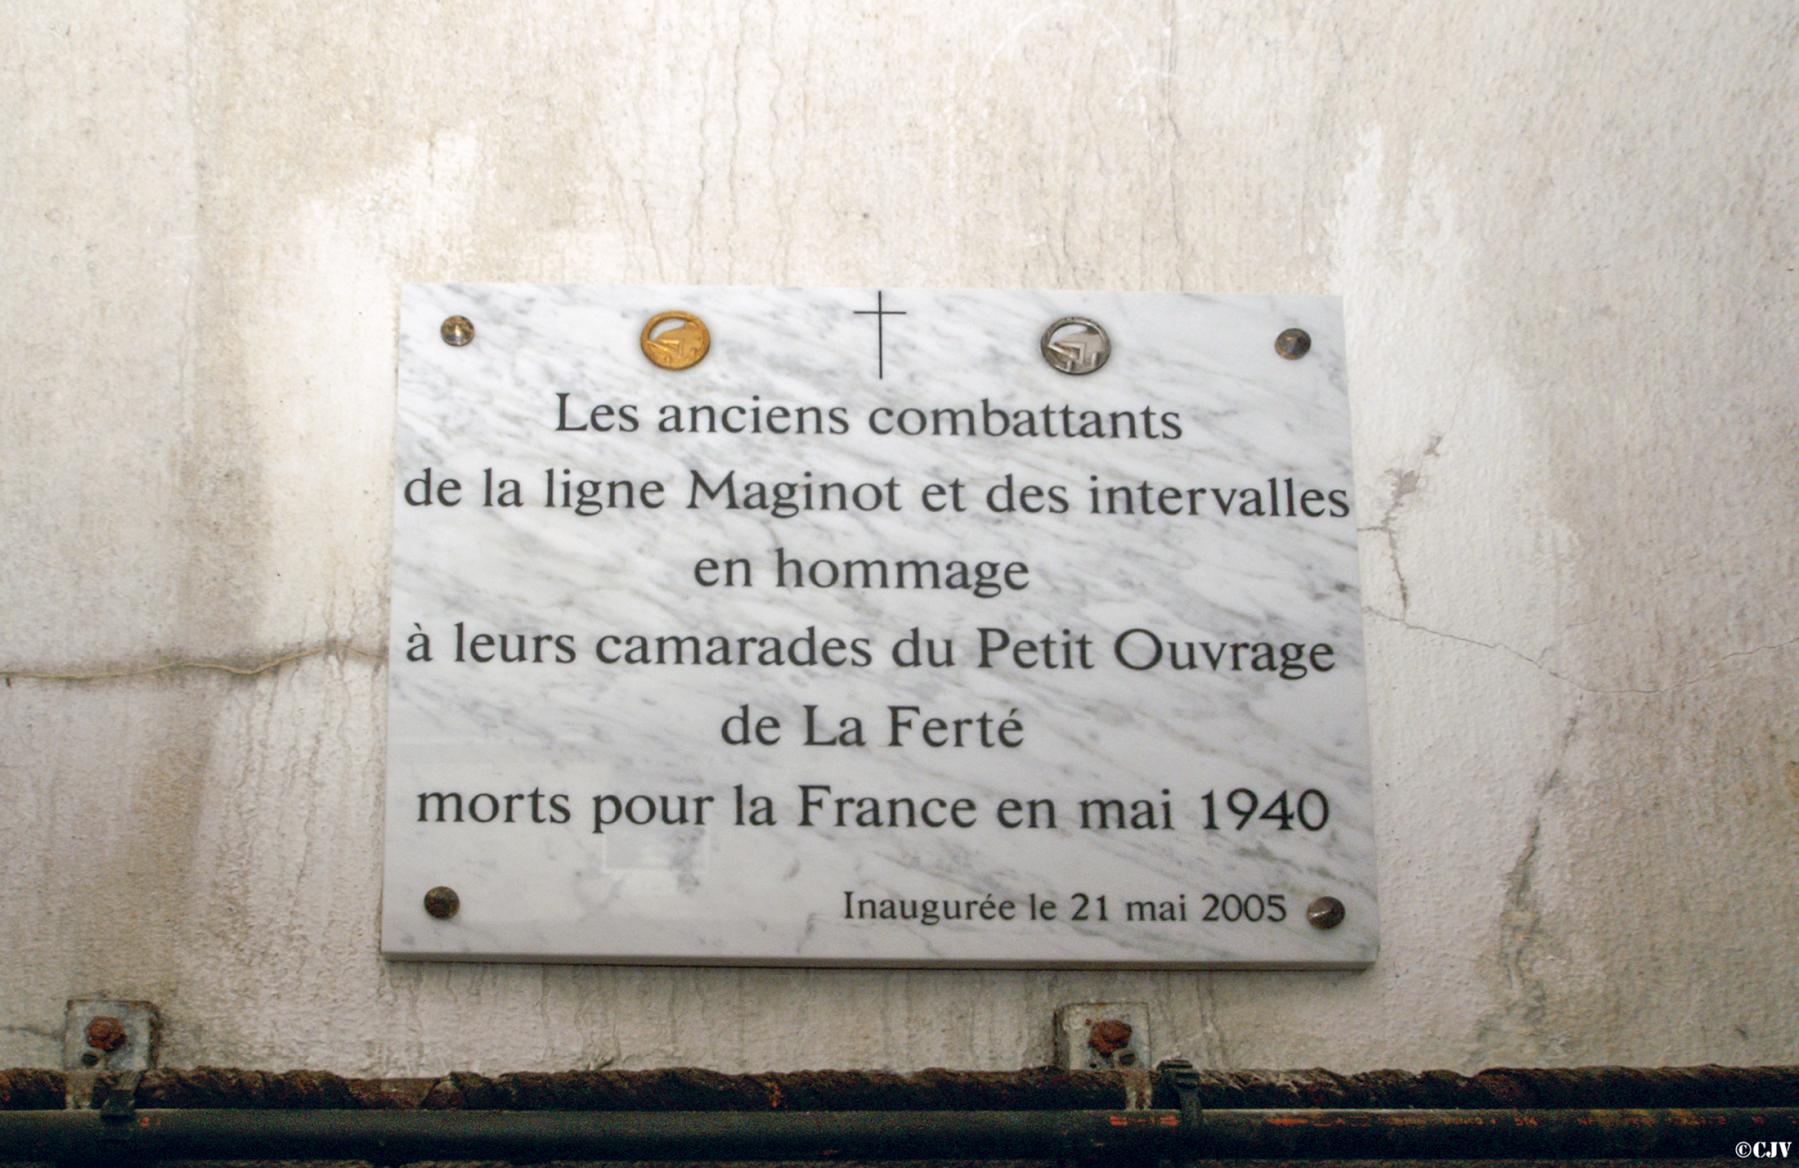 Les anciens combattants
de la ligne Maginot et des intervalles
en hommage
à leurs camarades du Petit Ouvrage
de La Ferté
morts pour la France en mai 1940
Inaugurée le 21 mai 2005
©CJV